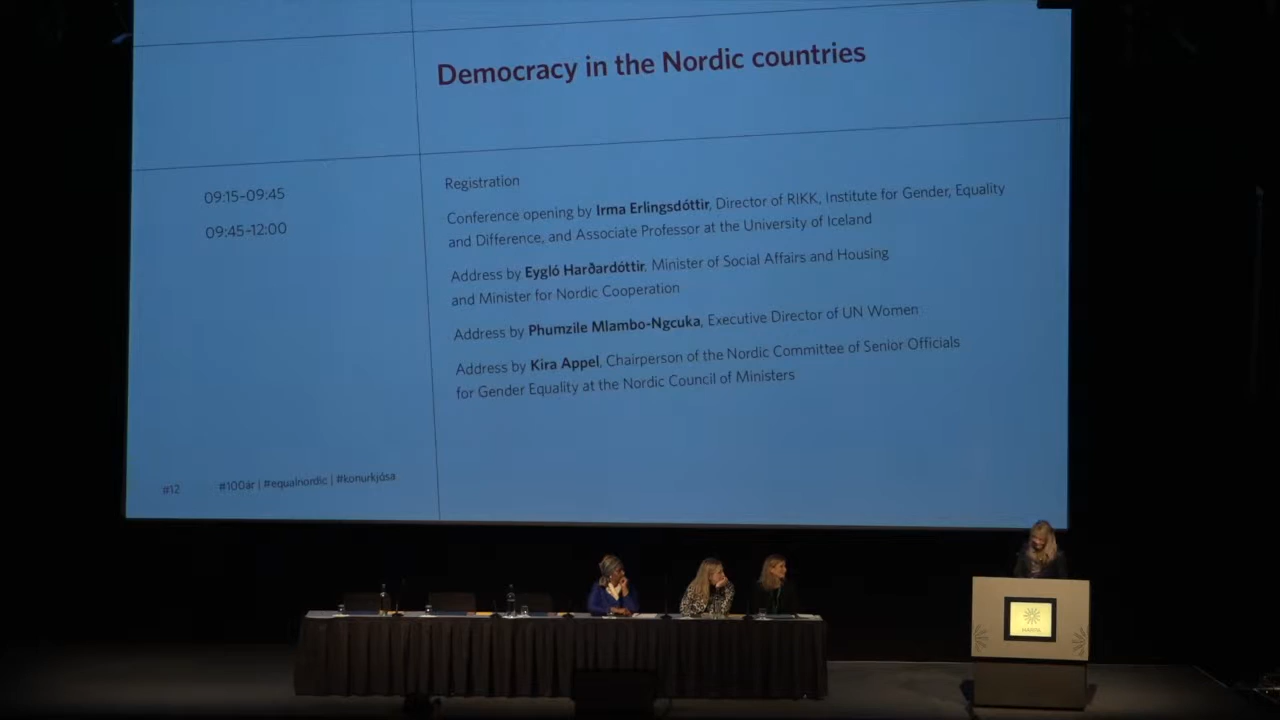 Democracy in the Nordic countries
09:15-09:45
Registration
09:45-12:00
Conference opening by Irma Erlingsdóttir, Director of RIKK, Institute for Gender, Equality
and Difference, and Associate Professor at the University of Iceland
Address by Eygló Harðardóttir, Minister of Social Affairs and Housing
and Minister for Nordic Cooperation
Address by Phumzile Mlambo-Ngcuka, Executive Director of UN Women
Address by Kira Appel, Chairperson of the Nordic Committee of Senior Officials
for Gender Equality at the Nordic Council of Ministers
#12
#100ár | #equalnordic | #konurkjósa
HARPA